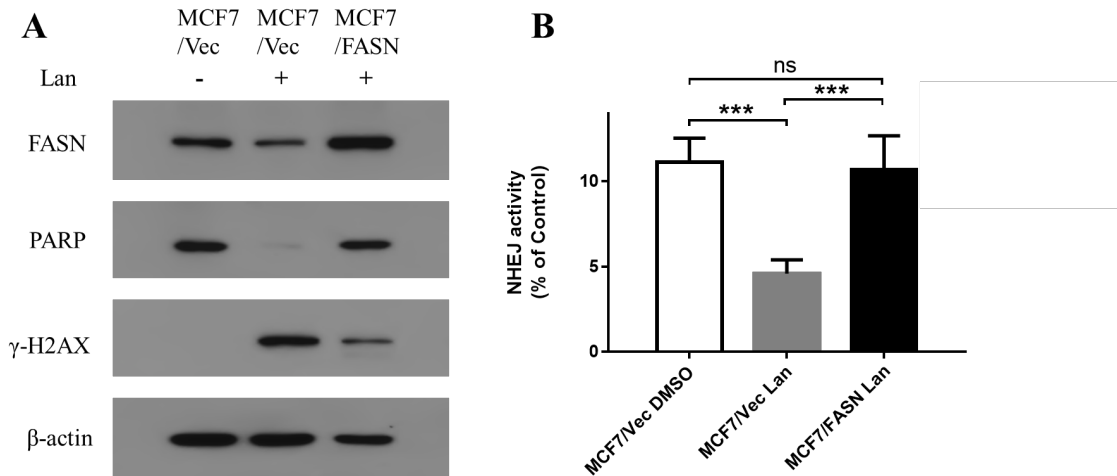 A
MCF7 MCF7 MCF7
/Vec /Vec /FASN
Lan - + +
FASN
PARP
γ-H2AX
β-actin
B
ns
*** ***
NHEJ activity
(% of Control)
10
5
0
MCF7/Vec DMSO
MCF7/Vec Lan
MCF7/FASN Lan